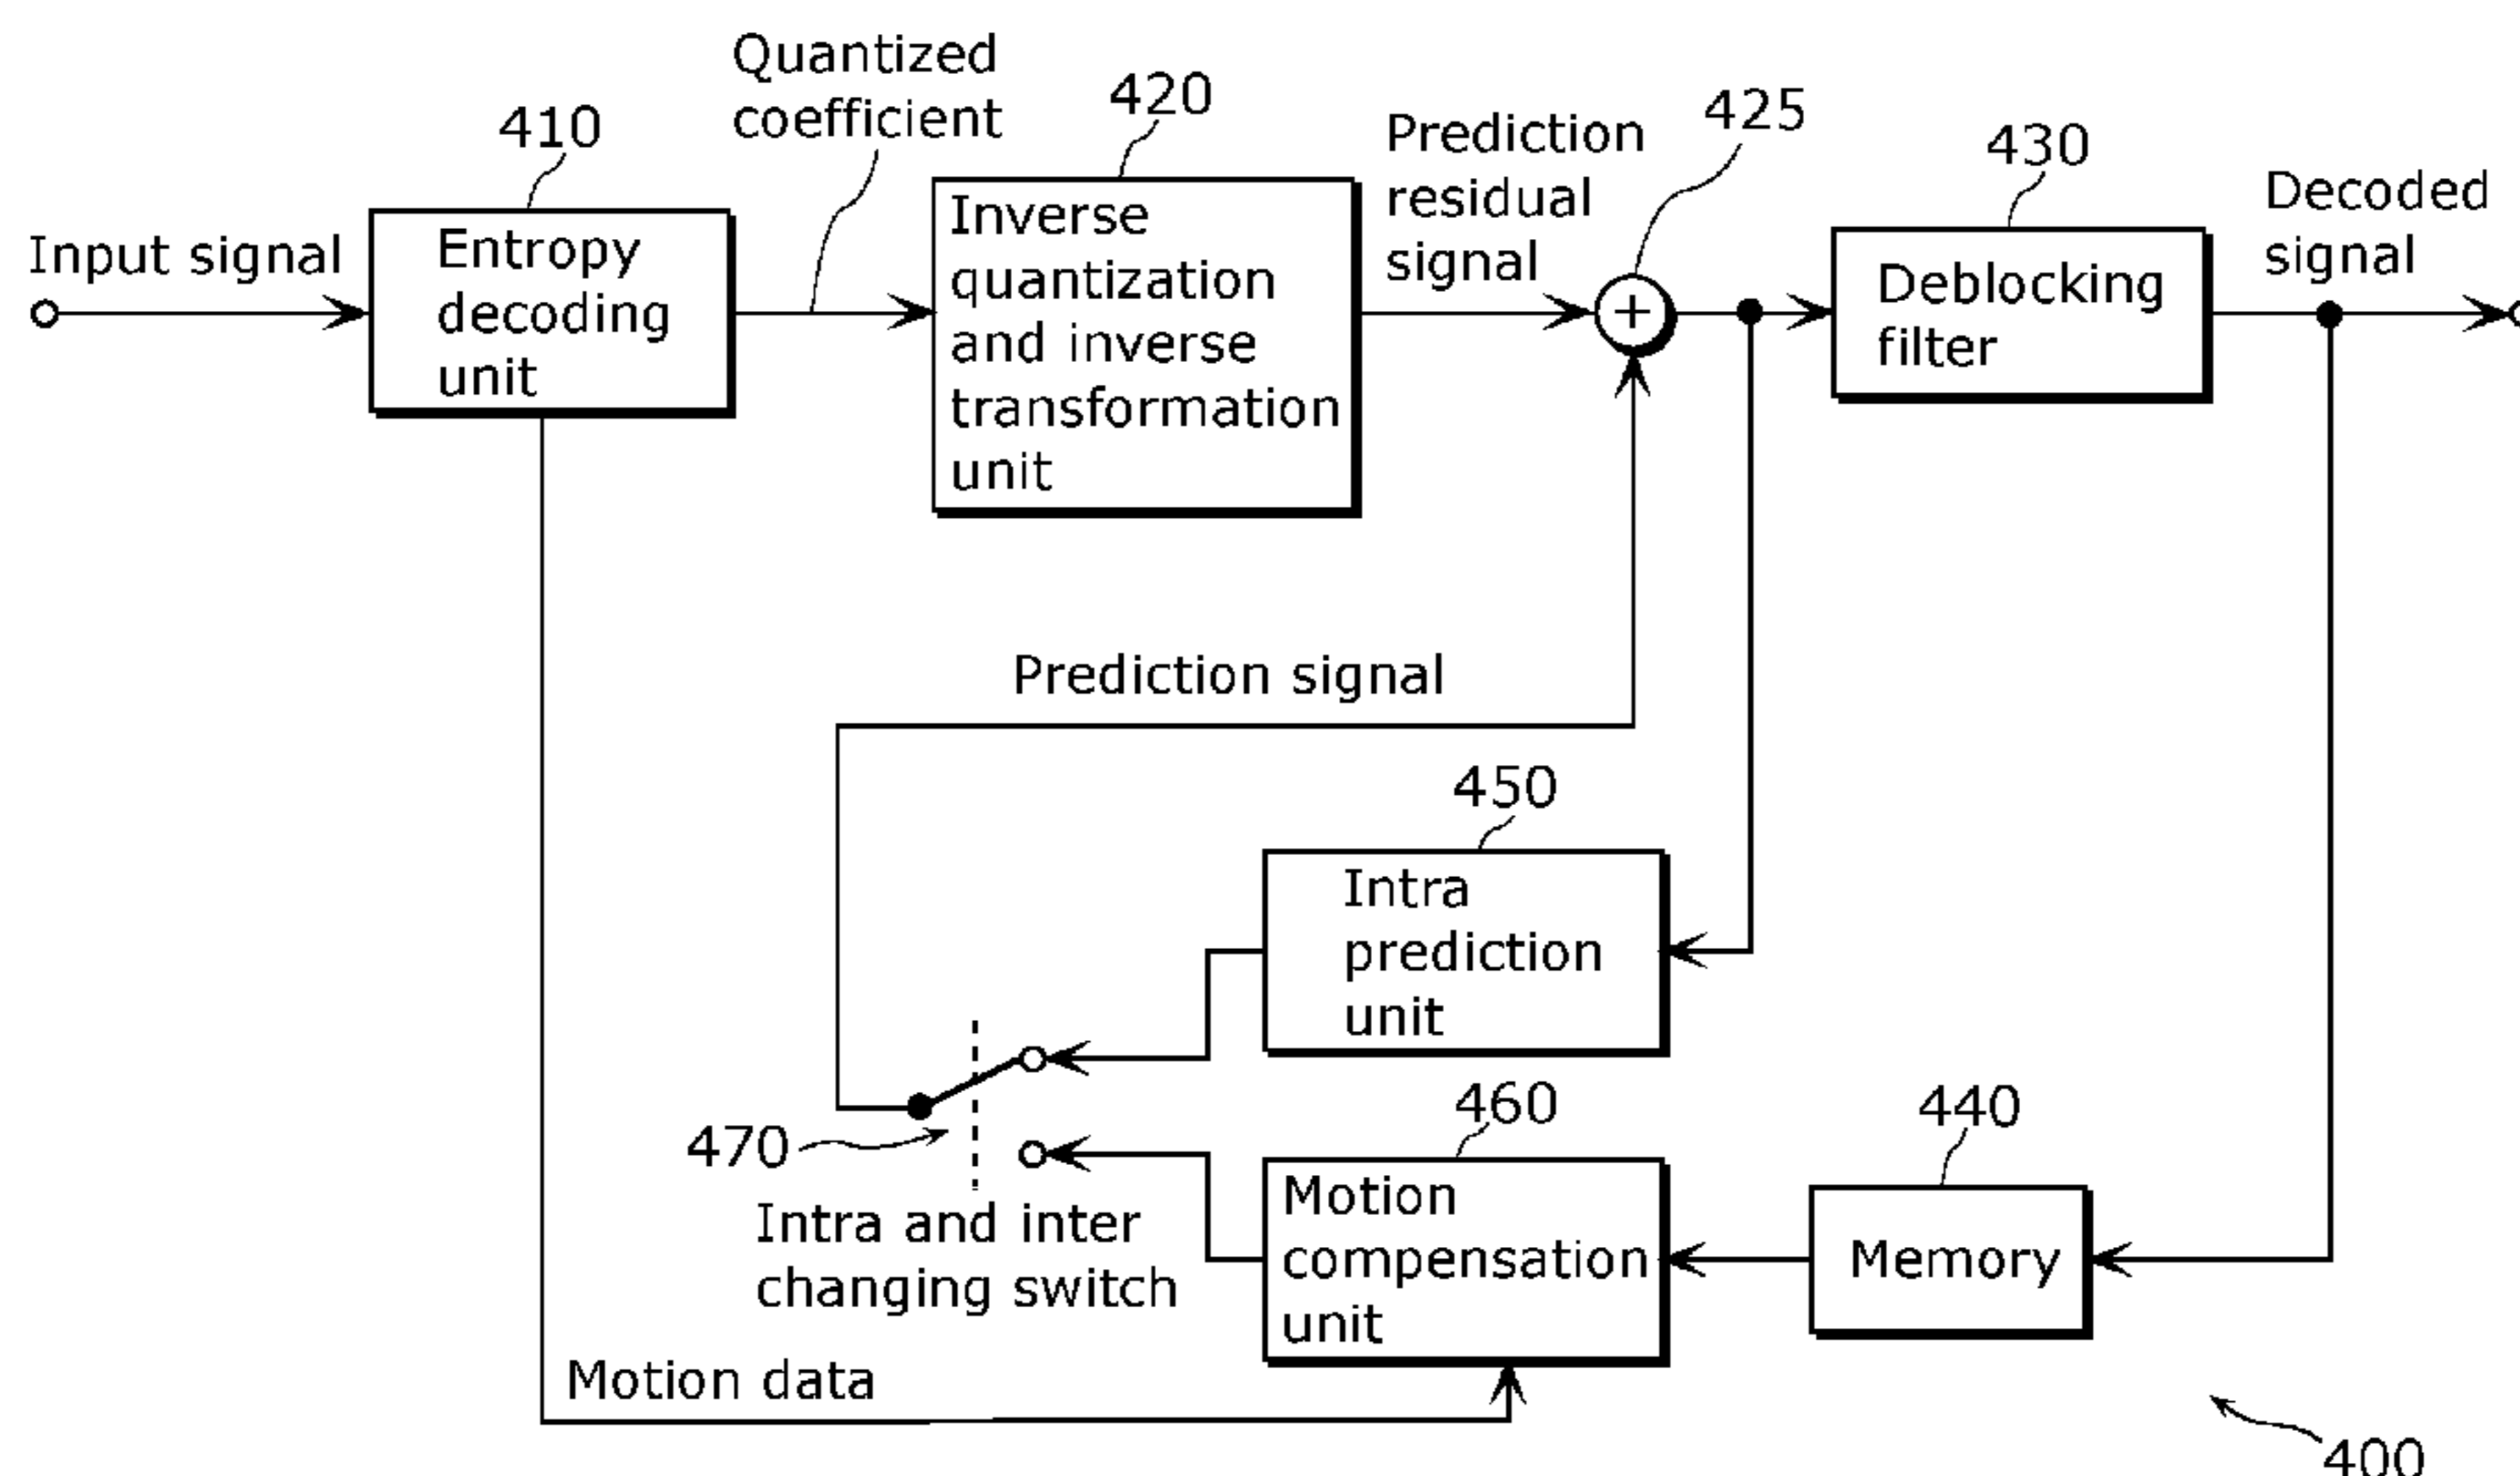 Quantized
coefficient
410
420
425
430
Prediction
residual
signal
Decoded
signal
Input signal
Entropy
decoding
unit
Inverse
quantization
and inverse
transformation
unit
+
Deblocking
filter
Prediction signal
450
Intra
prediction
unit
470
Intra and inter
changing switch
460
Motion
compensation
unit
440
Memory
Motion data
400